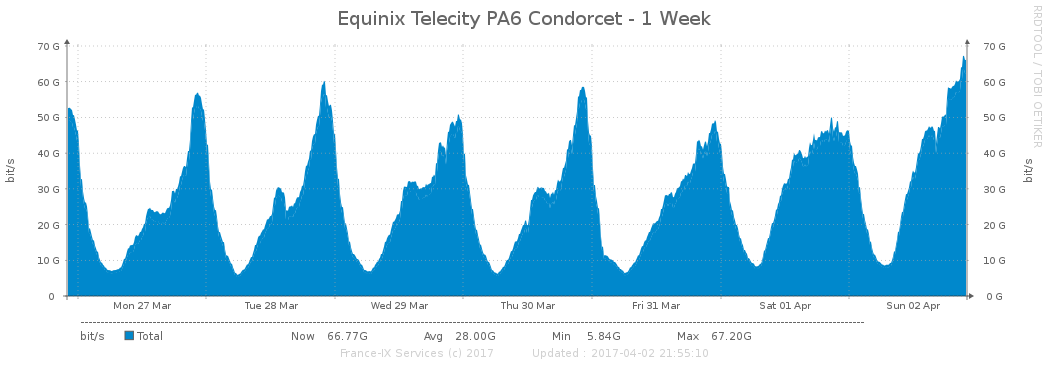 Equinix Telecity PA6 Condorcet - 1 Week
RRDTOOL / TOBI OETIKER
bit/s
70 G
60 G
50 G
40 G
30 G
20 G
10 G
0
70 G
60 G
50 G
40 G
30 G
20 G
10 G
0 G
bit/s
Mon 27 Mar Tue 28 Mar Wed 29 Mar Thu 30 Mar Fri 31 Mar Sat 01 Apr Sun 02 Apr
bit/s Total Now 66.77G Avg 28.00G Min 5.84G Max 67.20G
France-IX Services (c) 2017 Updated : 2017-04-02 21:55:10